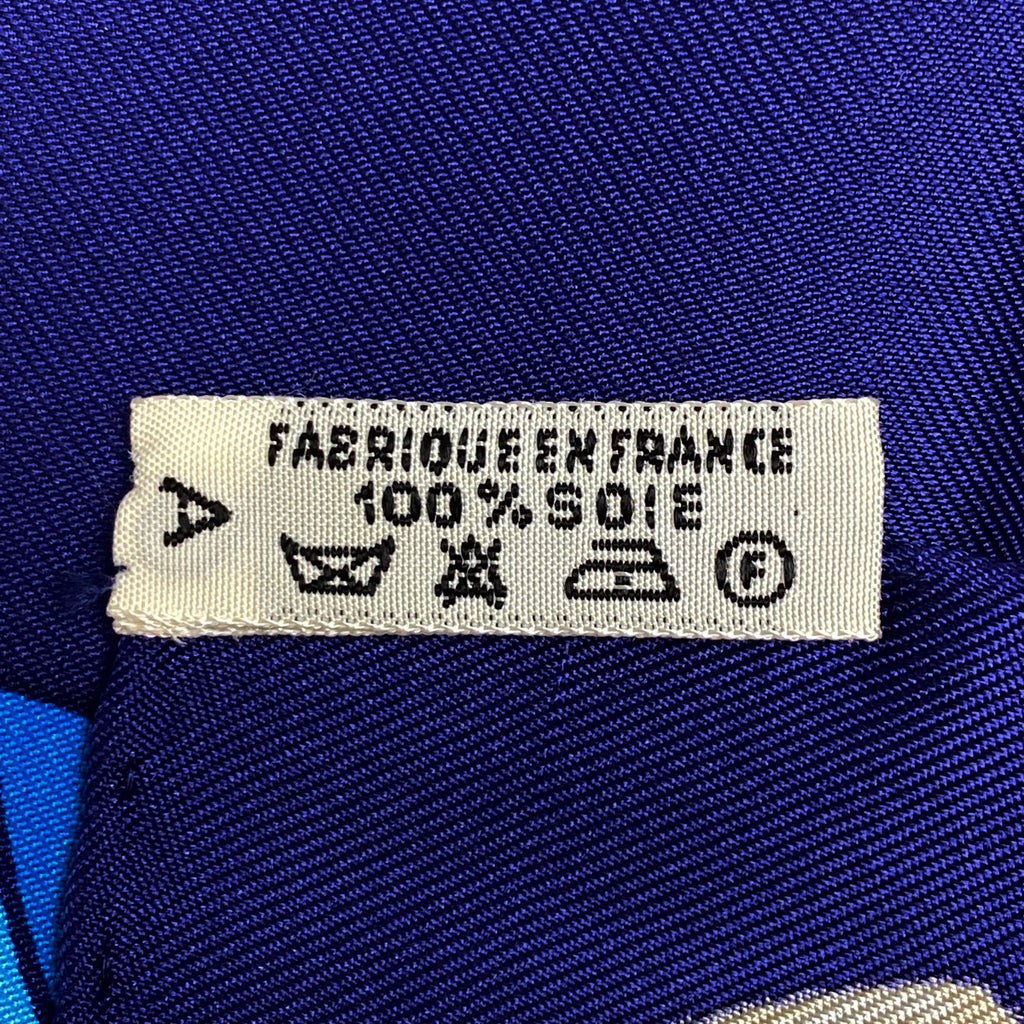 FABRIQUE EN FRANCE
100% SOIE
F
A